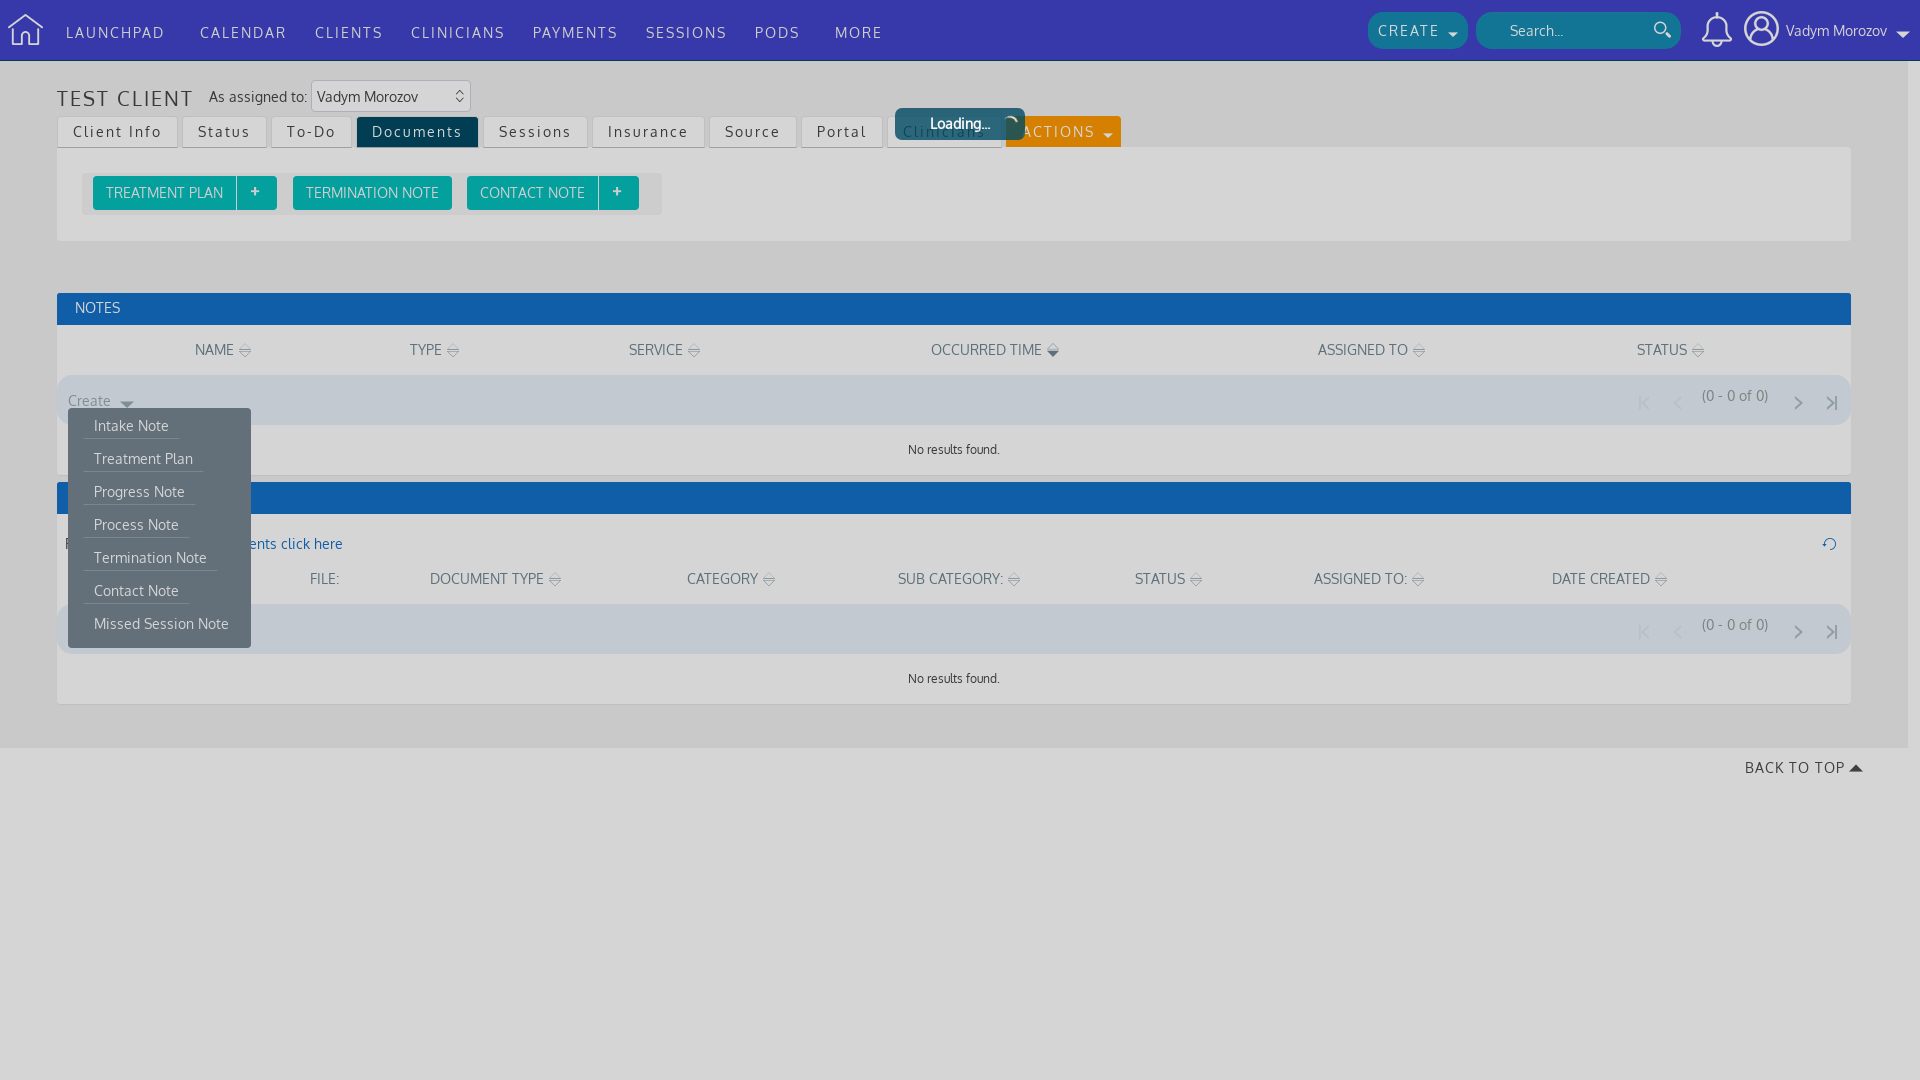 LAUNCHPAD CALENDAR CLIENTS CLINICIANS PAYMENTS SESSIONS PODS MORE CREATE Search... Vadym Morozov
TEST CLIENT As assigned to: Vadym Morozov
Client Info Status To-Do Documents Sessions Insurance Source Portal Clinicians ACTIONS
Loading...
TREATMENT PLAN + TERMINATION NOTE CONTACT NOTE +
NOTES
NAME TYPE SERVICE OCCURRED TIME ASSIGNED TO STATUS
Create (0 - 0 of 0)
No results found.
Intake Note
Treatment Plan
Progress Note
Process Note
Termination Note
Contact Note
Missed Session Note
click here
FILE: DOCUMENT TYPE CATEGORY SUB CATEGORY: STATUS ASSIGNED TO: DATE CREATED
(0 - 0 of 0)
No results found.
BACK TO TOP